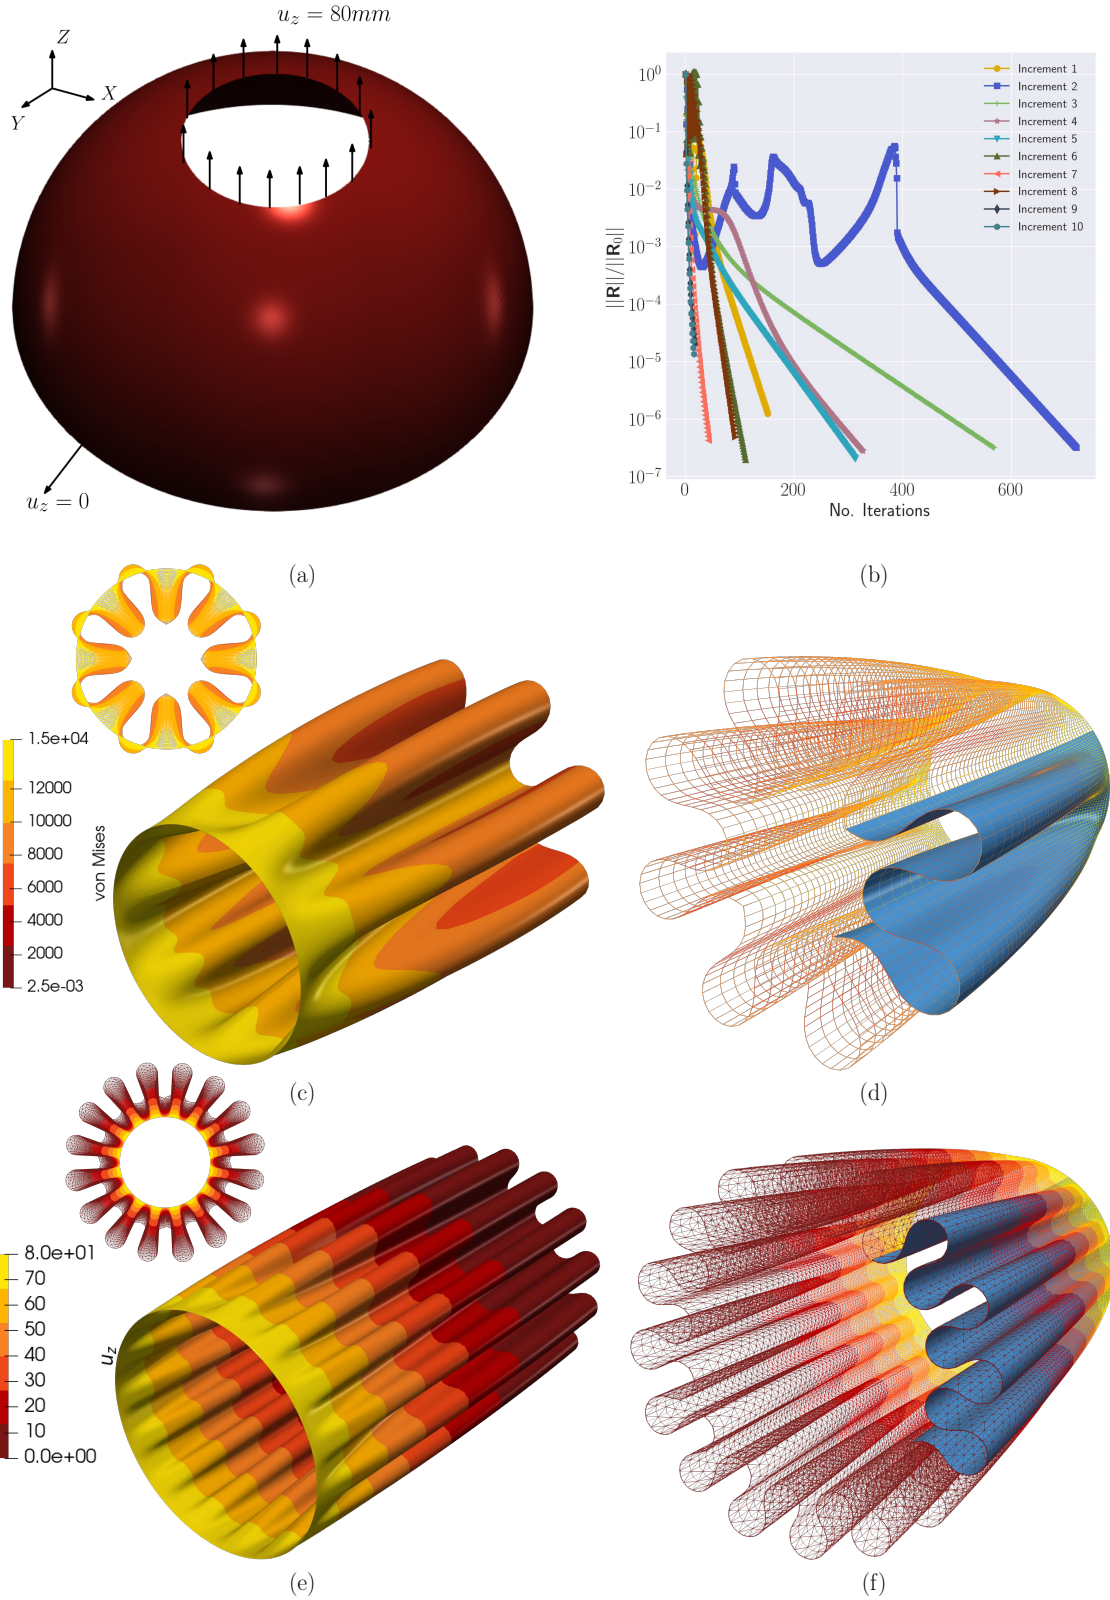 u_z = 80mm
Z
X
Y
u_z = 0
(a)
10^0
10^-1
10^-2
10^-3
10^-4
10^-5
10^-6
10^-7
||R||/||R_0||
0
200
400
600
No. Iterations
Increment 1
Increment 2
Increment 3
Increment 4
Increment 5
Increment 6
Increment 7
Increment 8
Increment 9
Increment 10
(b)
1.5e+04
12000
10000
8000
6000
4000
2000
2.5e-03
von Mises
(c)
(d)
8.0e+01
70
60
50
40
30
20
10
0.0e+00
u_z
(e)
(f)